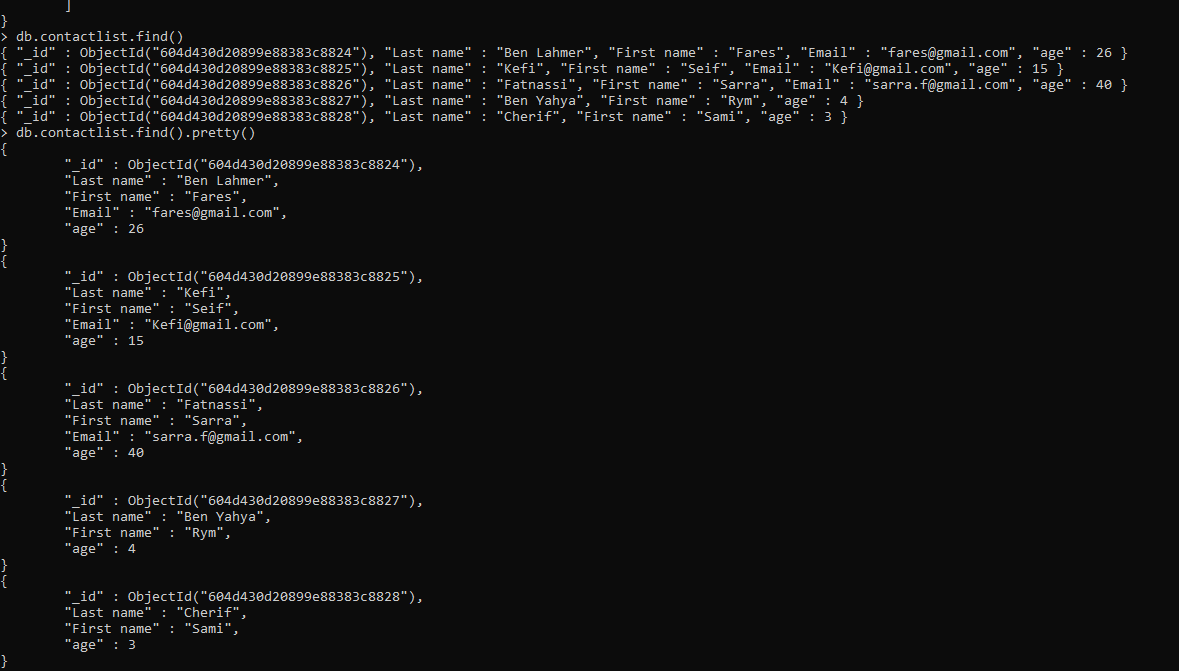 ]
}
> db.contactlist.find()
{ "_id" : ObjectId("604d430d20899e88383c8824"), "Last name" : "Ben Lahmer", "First name" : "Fares", "Email" : "fares@gmail.com", "age" : 26 }
{ "_id" : ObjectId("604d430d20899e88383c8825"), "Last name" : "Kefi", "First name" : "Seif", "Email" : "Kefi@gmail.com", "age" : 15 }
{ "_id" : ObjectId("604d430d20899e88383c8826"), "Last name" : "Fatnassi", "First name" : "Sarra", "Email" : "sarra.f@gmail.com", "age" : 40 }
{ "_id" : ObjectId("604d430d20899e88383c8827"), "Last name" : "Ben Yahya", "First name" : "Rym", "age" : 4 }
{ "_id" : ObjectId("604d430d20899e88383c8828"), "Last name" : "Cherif", "First name" : "Sami", "age" : 3 }
> db.contactlist.find().pretty()
{
"_id" : ObjectId("604d430d20899e88383c8824"),
"Last name" : "Ben Lahmer",
"First name" : "Fares",
"Email" : "fares@gmail.com",
"age" : 26
}
{
"_id" : ObjectId("604d430d20899e88383c8825"),
"Last name" : "Kefi",
"First name" : "Seif",
"Email" : "Kefi@gmail.com",
"age" : 15
}
{
"_id" : ObjectId("604d430d20899e88383c8826"),
"Last name" : "Fatnassi",
"First name" : "Sarra",
"Email" : "sarra.f@gmail.com",
"age" : 40
}
{
"_id" : ObjectId("604d430d20899e88383c8827"),
"Last name" : "Ben Yahya",
"First name" : "Rym",
"age" : 4
}
{
"_id" : ObjectId("604d430d20899e88383c8828"),
"Last name" : "Cherif",
"First name" : "Sami",
"age" : 3
}